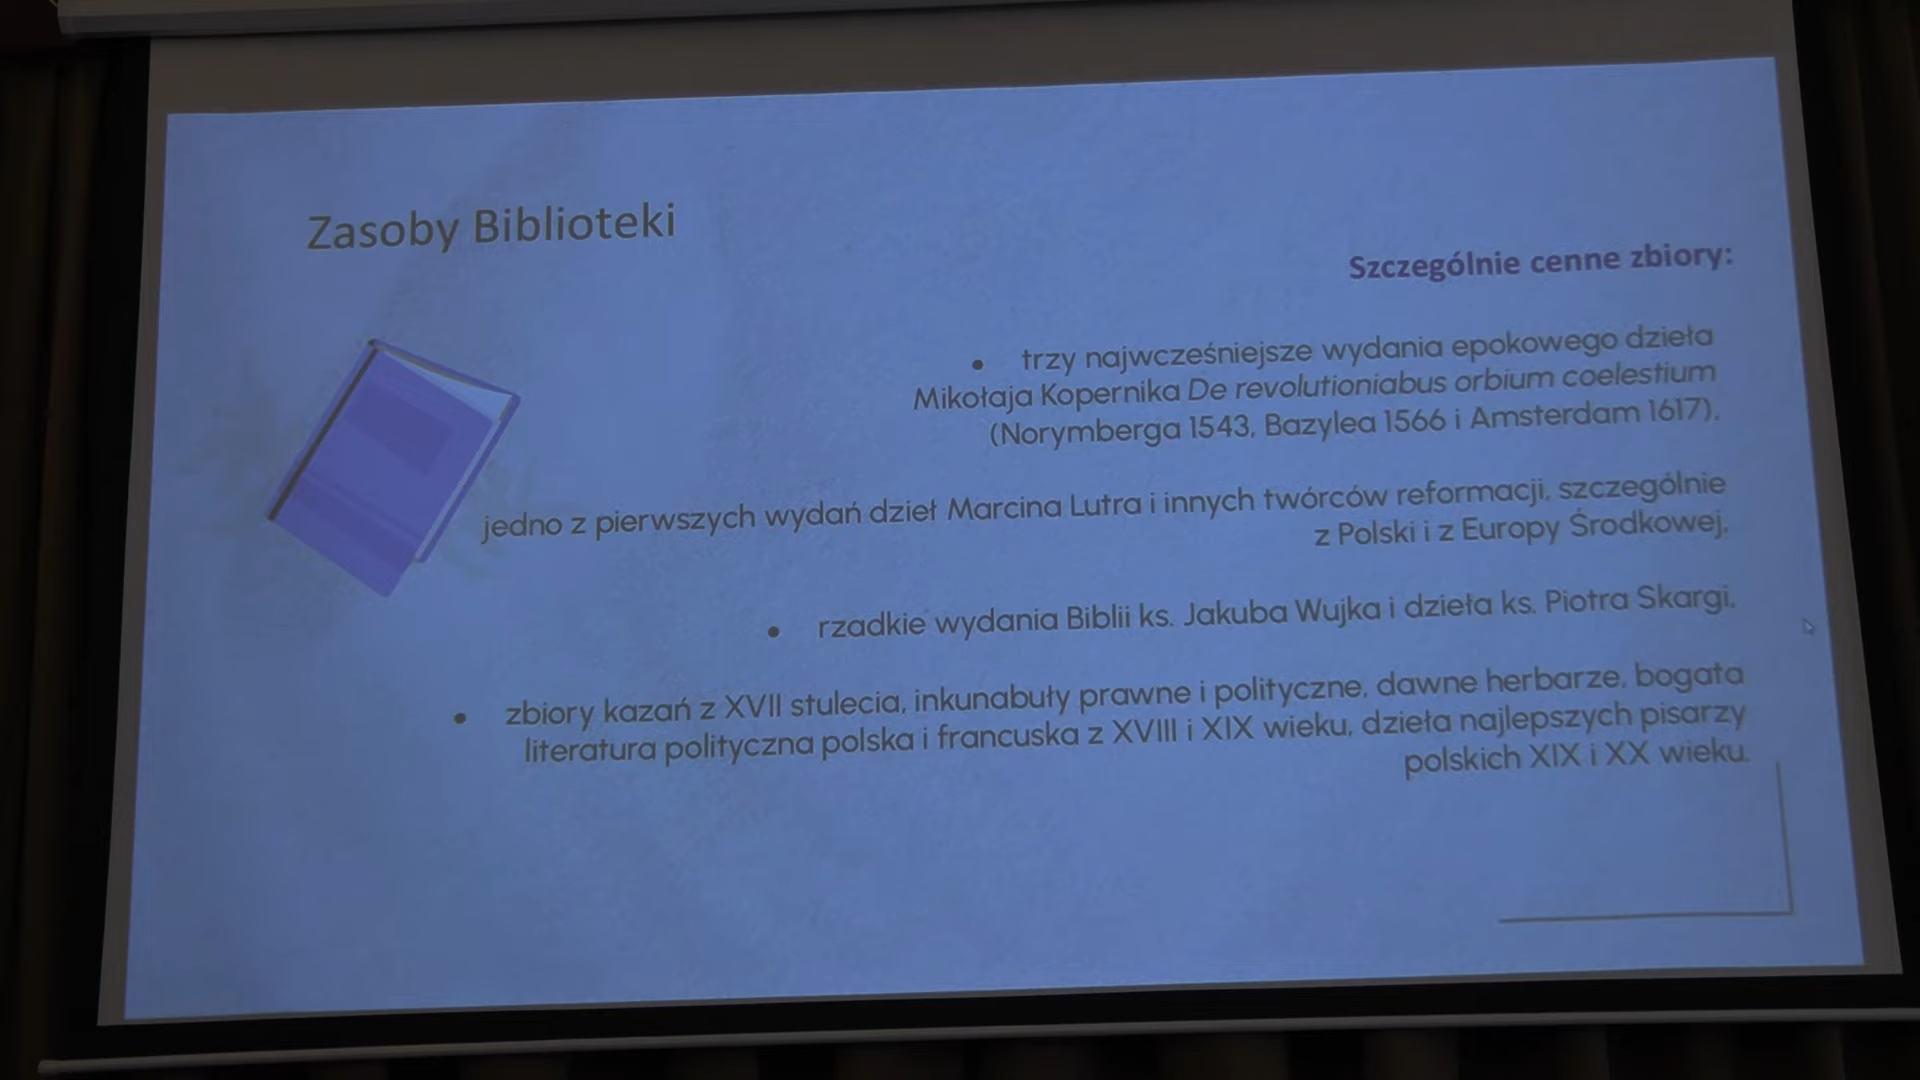 Zasoby Biblioteki
Szczególnie cenne zbiory:
• trzy najwcześniejsze wydania epokowego dzieła
Mikołaja Kopernika De revolutioniabus orbium coelestium
(Norymberga 1543, Bazylea 1566 i Amsterdam 1617),
jedno z pierwszych wydań dzieł Marcina Lutra i innych twórców reformacji, szczególnie
z Polski i z Europy Środkowej,
• rzadkie wydania Biblii ks. Jakuba Wujka i dzieła ks. Piotra Skargi,
• zbiory kazań z XVII stulecia, inkunabuły prawne i polityczne, dawne herbarze, bogata
literatura polityczna polska i francuska z XVIII i XIX wieku, dzieła najlepszych pisarzy
polskich XIX i XX wieku.